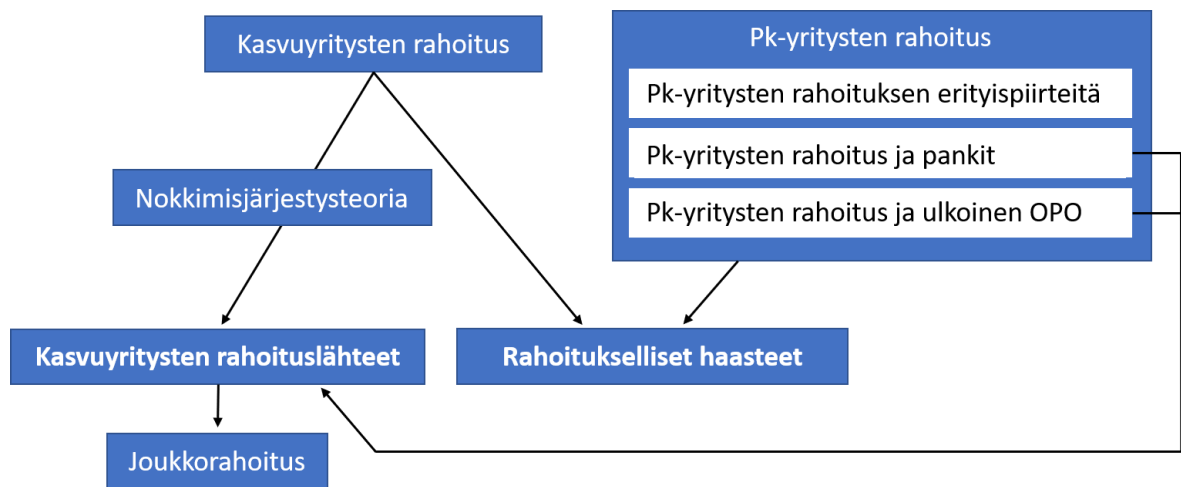 Kasvuyritysten rahoitus
Pk-yritysten rahoitus
Pk-yritysten rahoituksen erityispiirteitä
Pk-yritysten rahoitus ja pankit
Pk-yritysten rahoitus ja ulkoinen OPO
Nokkimisjärjestysteoria
Kasvuyritysten rahoituslähteet
Rahoitukselliset haasteet
Joukkorahoitus